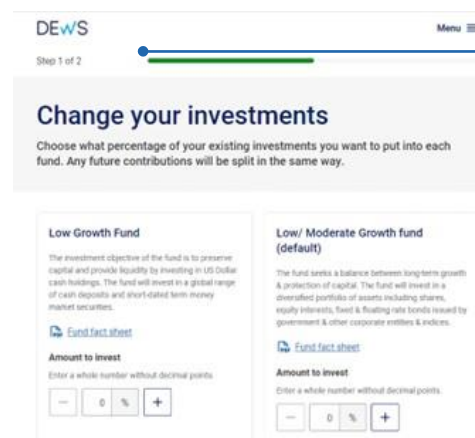 DEWS
Menu
Step 1 of 2
Change your investments
Choose what percentage of your existing investments you want to put into each
fund. Any future contributions will be split in the same way.
Low Growth Fund
The investment objective of the fund is to preserve
capital and provide liquidity by investing in US Dollar
cash holdings. The fund will invest in a global range
of cash deposits and short-dated term money
market securities.
Fund fact sheet
Amount to invest
Enter a whole number without decimal points.
— 0 % +
Low/ Moderate Growth fund
(default)
The fund seeks a balance between long-term growth
& protection of capital. The fund will invest in a
diversified portfolio of assets including shares,
equity interests, fixed & floating rate bonds issued by
government & other corporate entities & indices.
Fund fact sheet
Amount to invest
Enter a whole number without decimal points.
— 0 % +